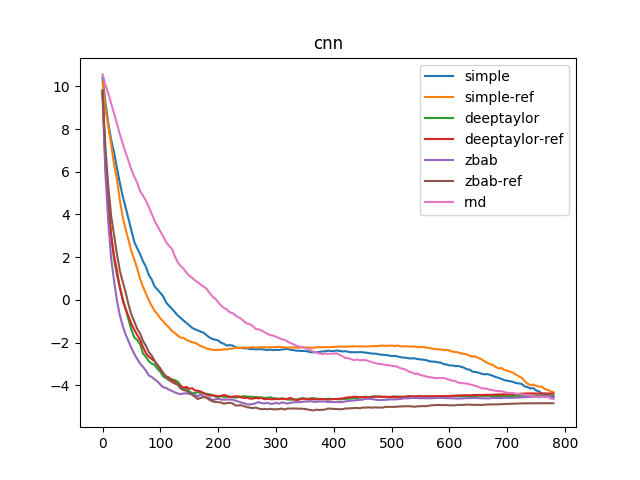 cnn
simple
simple-ref
deeptaylor
deeptaylor-ref
zbab
zbab-ref
rnd
10
8
6
4
2
0
−2
−4
0 100 200 300 400 500 600 700 800